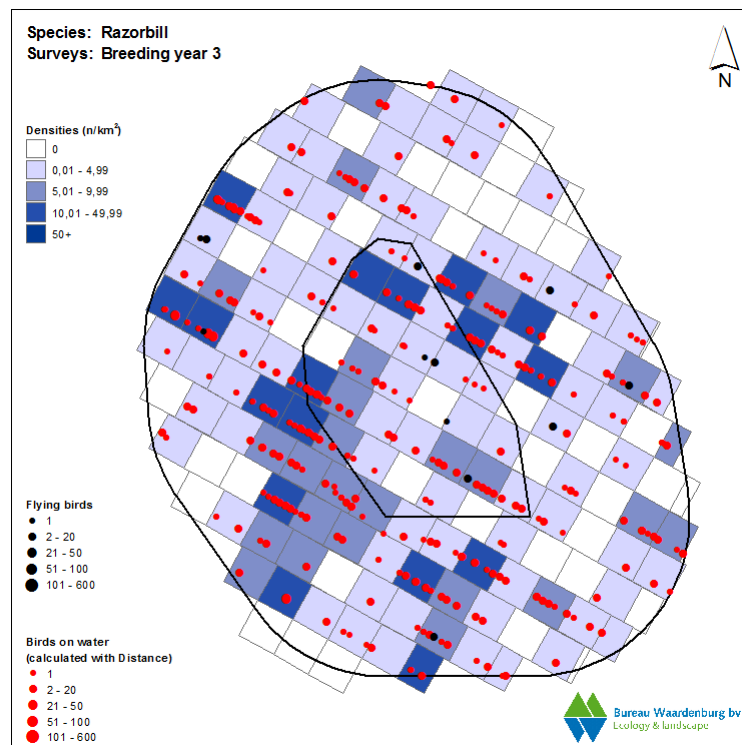 Species: Razorbill
Surveys: Breeding year 3
N
Densities (n/km²)
0
0,01 - 4,99
5,01 - 9,99
10,01 - 49,99
50+
Flying birds
1
2 - 20
21 - 50
51 - 100
101 - 600
Birds on water
(calculated with Distance)
1
2 - 20
21 - 50
51 - 100
101 - 600
Bureau Waardenburg bv
Ecology & landscape